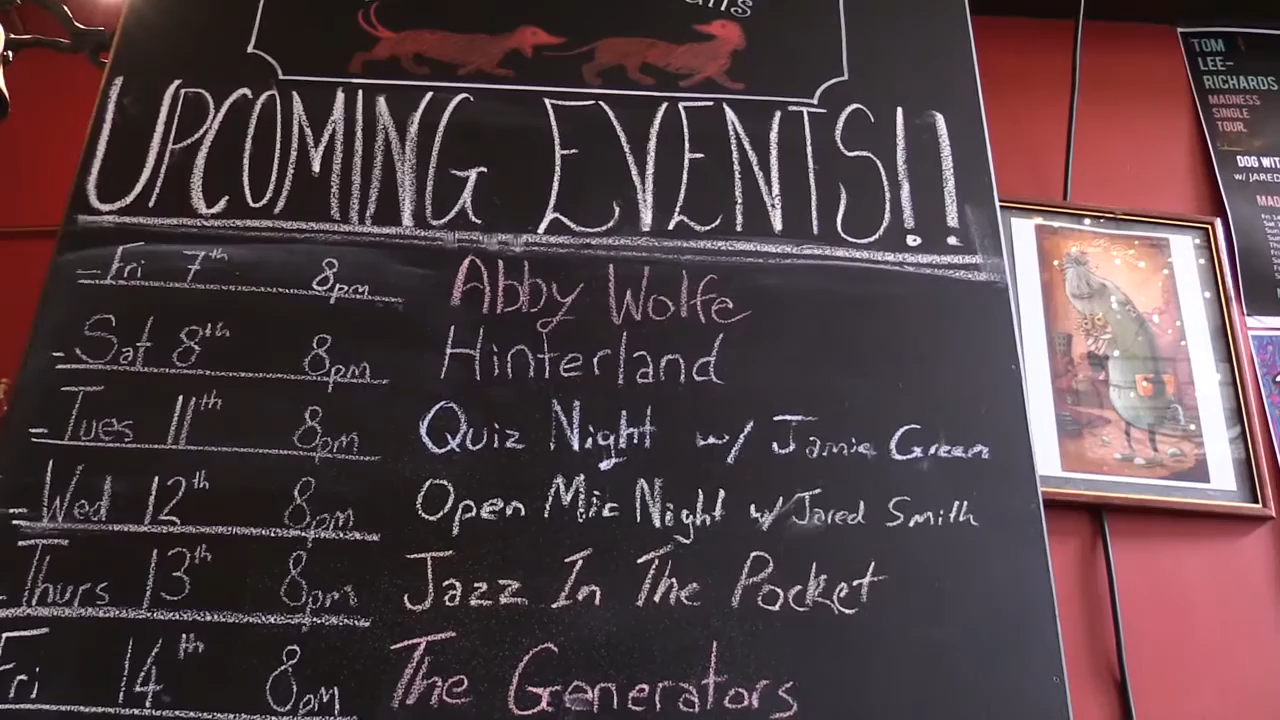 UPCOMING EVENTS!!
- Fri 7th 8pm Abby Wolfe
- Sat 8th 8pm Hinterland
- Tues 11th 8pm Quiz Night w/ Jamie Green
- Wed 12th 8pm Open Mic Night w/ Jared Smith
- Thurs 13th 8pm Jazz In The Pocket
Fri 14th 8pm The Generators
TOM
LEE-
RICHARDS
MADNESS
SINGLE
TOUR
DOG
w/ JARED